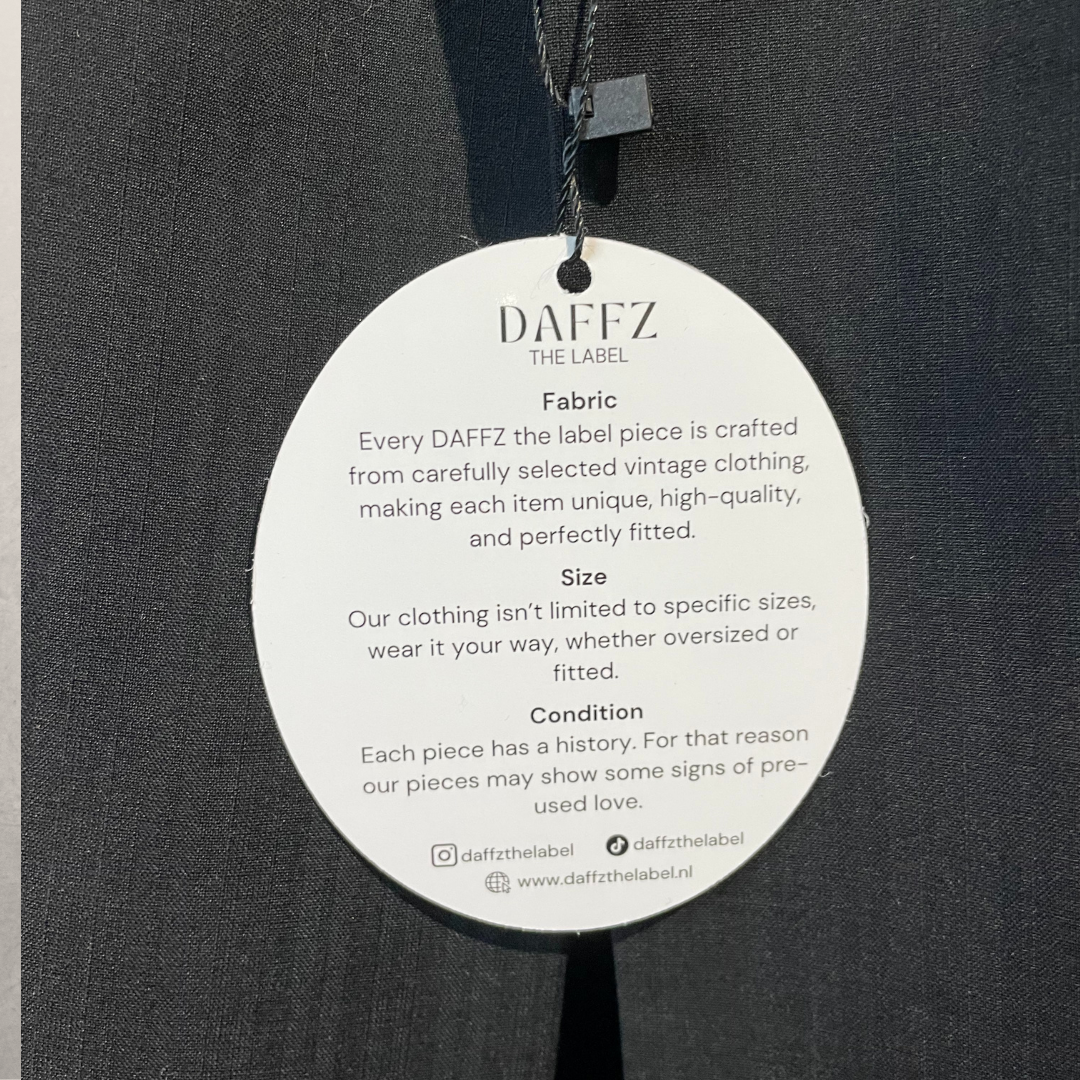 DAFFZ
THE LABEL
Fabric
Every DAFFZ the label piece is crafted
from carefully selected vintage clothing,
making each item unique, high-quality,
and perfectly fitted.
Size
Our clothing isn't limited to specific sizes,
wear it your way, whether oversized or
fitted.
Condition
Each piece has a history. For that reason
our pieces may show some signs of pre-
used love.
daffzthelabel daffzthelabel
www.daffzthelabel.nl